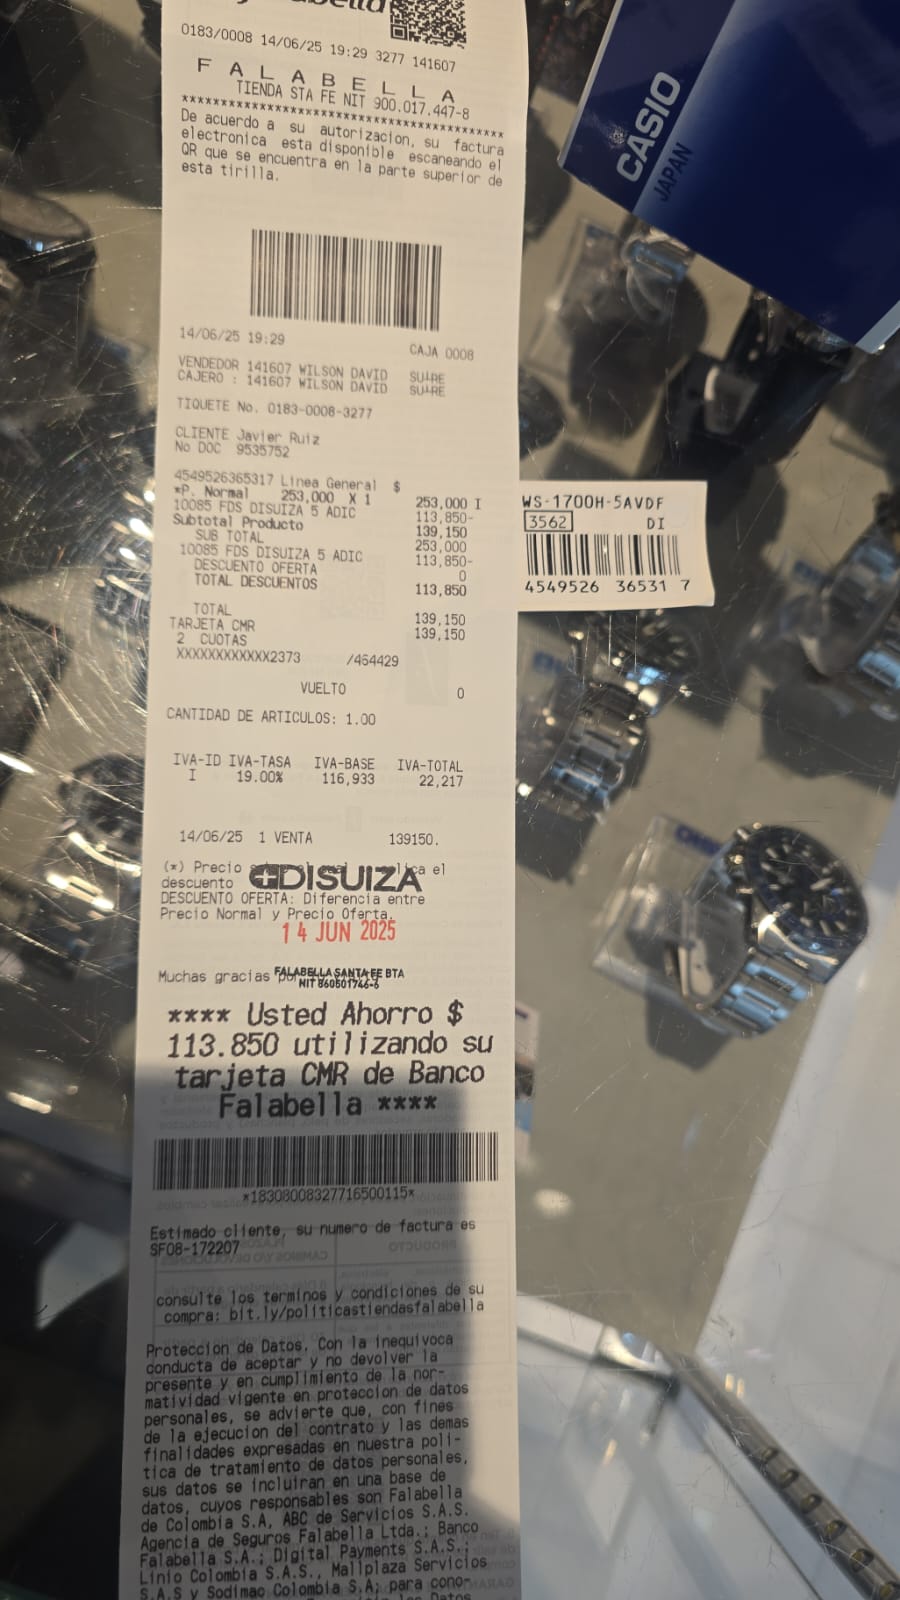 0183/0008 14/06/25 19:29 3277 141607
FALABELLA
TIENDA STA FE NIT 900.017.447-8
******************************************
De acuerdo a su autorizacion, su factura
electronica esta disponible escaneando el
QR que se encuentra en la parte superior de
esta tirilla.
14/06/25 19:29 CAJA 0008
VENDEDOR 141607 WILSON DAVID
CAJERO : 141607 WILSON DAVID
TIQUETE No. 0183-0008-3277
CLIENTE Javier Ruiz
No DOC 9535752
4549526365317 Linea General $
*P. Normal 253,000 X 1 253,000 I
10085 FDS DISUIZA 5 ADIC 113,850-
Subtotal Producto 139,150
SUB TOTAL 253,000
10085 FDS DISUIZA 5 ADIC 113,850-
DESCUENTO OFERTA 0
TOTAL DESCUENTOS 113,850
TOTAL 139,150
TARJETA CMR 139,150
2 CUOTAS
XXXXXXXXXXXX2373 /464429
VUELTO 0
CANTIDAD DE ARTICULOS: 1.00
IVA-ID IVA-TASA IVA-BASE IVA-TOTAL
I 19.00% 116,933 22,217
14/06/25 1 VENTA 139150.
(*) Precio el
descuento
DISUIZA
DESCUENTO OFERTA: Diferencia entre
Precio Normal y Precio Oferta.
14 JUN 2025
Muchas gracias
FALABELLA SANTA FE BTA
NIT 860501746-6
**** Usted Ahorro $
113.850 utilizando su
tarjeta CMR de Banco
Falabella ****
*18308008327716500115*
Estimado cliente, su numero de factura es
SF08-172207
consulte los terminos y condiciones de su
compra: bit.ly/politicastiendasfalabella
Proteccion de Datos. Con la inequivoca
conducta de aceptar y no devolver la
presente y en cumplimiento de la nor-
matividad vigente en proteccion de datos
personales, se advierte que, con fines
de la ejecucion del contrato y las demas
finalidades expresadas en nuestra poli-
tica de tratamiento de datos personales,
sus datos se incluiran en una base de
datos, cuyos responsables son Falabella
de Colombia S.A, ABC de Servicios S.A.S.
Agencia de Seguros Falabella Ltda.; Banco
Falabella S.A.; Digital Payments S.A.S.;
Linio Colombia S.A.S., Mallplaza Servicios
S.A.S y Sodimac Colombia S.A; para cono-
CASIO
JAPAN
WS-1700H-5AVDF
3562 DI
4549526 36531 7